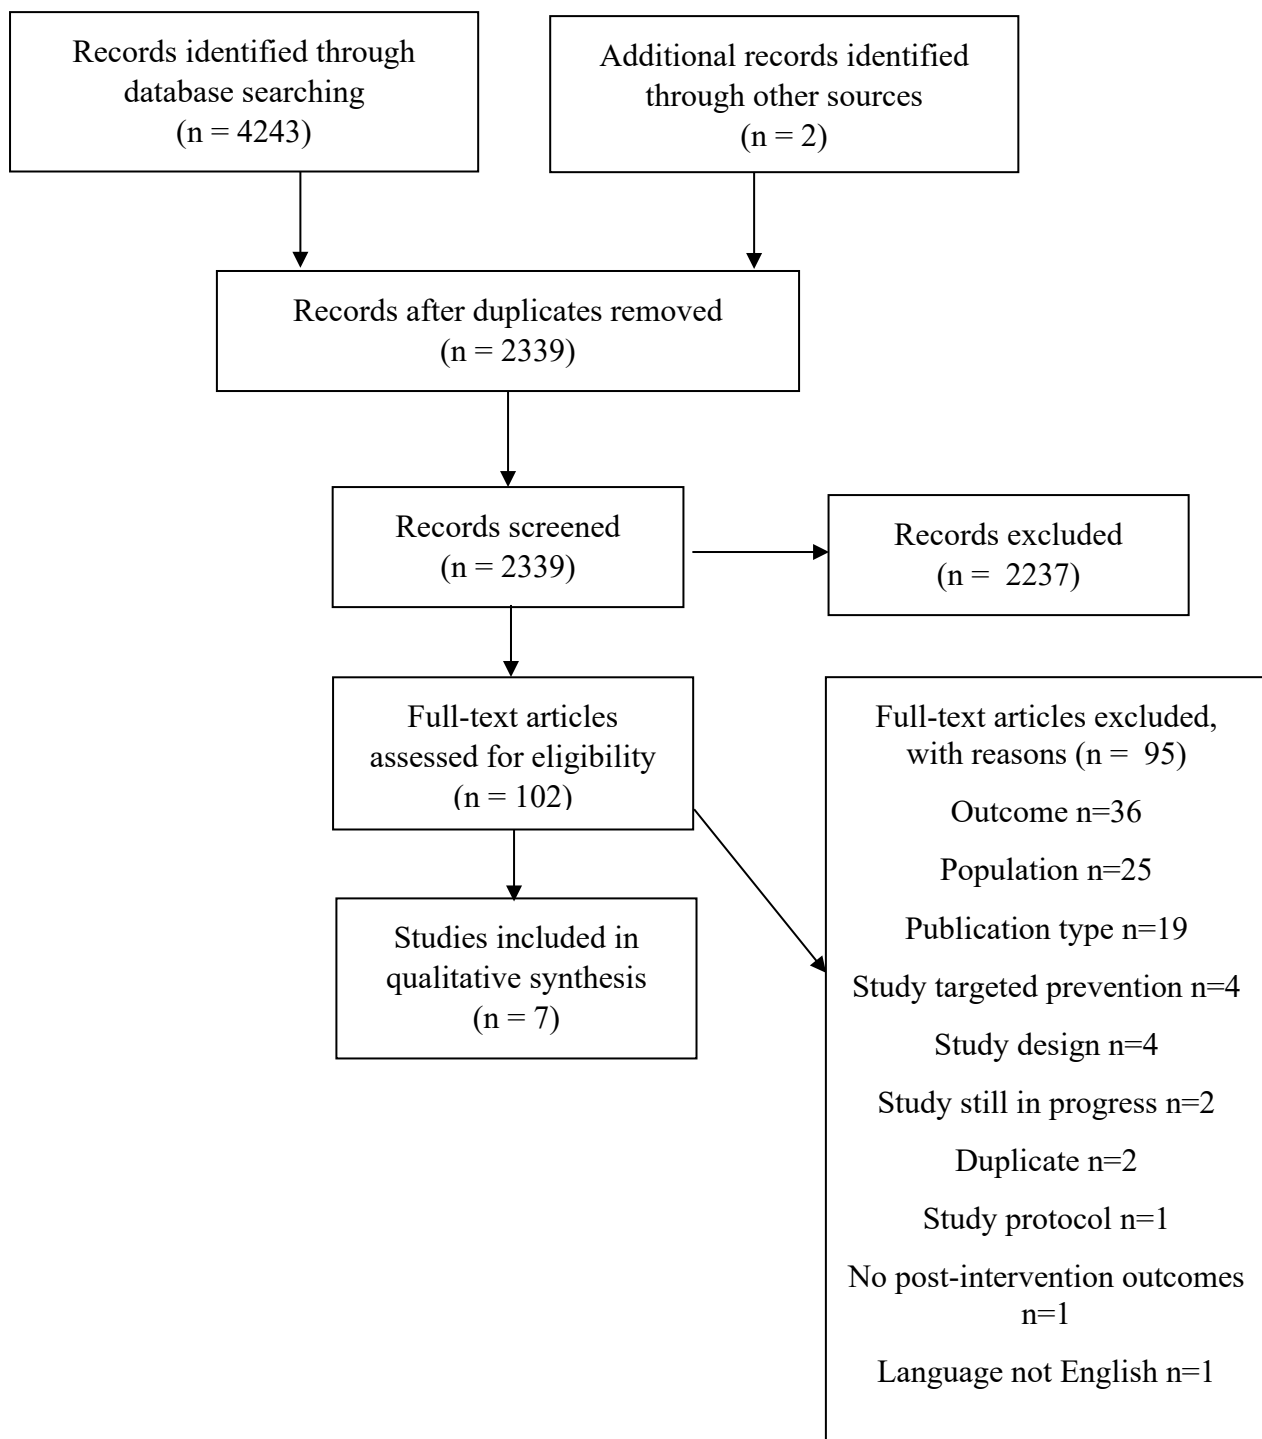 Records identified through
database searching
(n = 4243)
Additional records identified
through other sources
(n = 2)
Records after duplicates removed
(n = 2339)
Records screened
(n = 2339)
Records excluded
(n =  2237)
Full-text articles
assessed for eligibility
(n = 102)
Full-text articles excluded,
with reasons (n =  95)
Outcome n=36
Population n=25
Publication type n=19
Study targeted prevention n=4
Study design n=4
Study still in progress n=2
Duplicate n=2
Study protocol n=1
No post-intervention outcomes
n=1
Language not English n=1
Studies included in
qualitative synthesis
(n = 7)